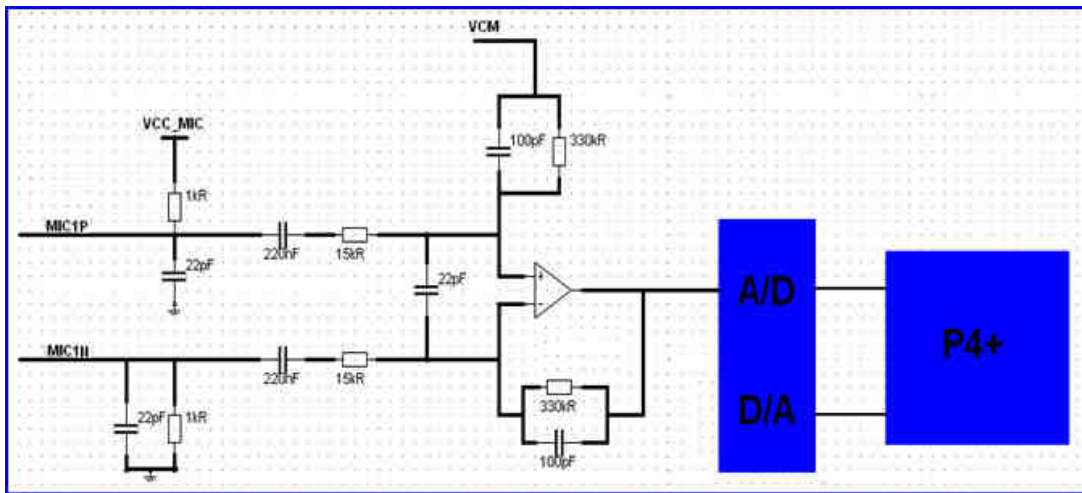 VCM
100pF
330kR
VCC_MIC
1kR
MIC1P
22pF
220nF
15kR
22pF
MIC1N
220nF
15kR
22pF
1kR
330kR
100pF
A/D
D/A
P4+